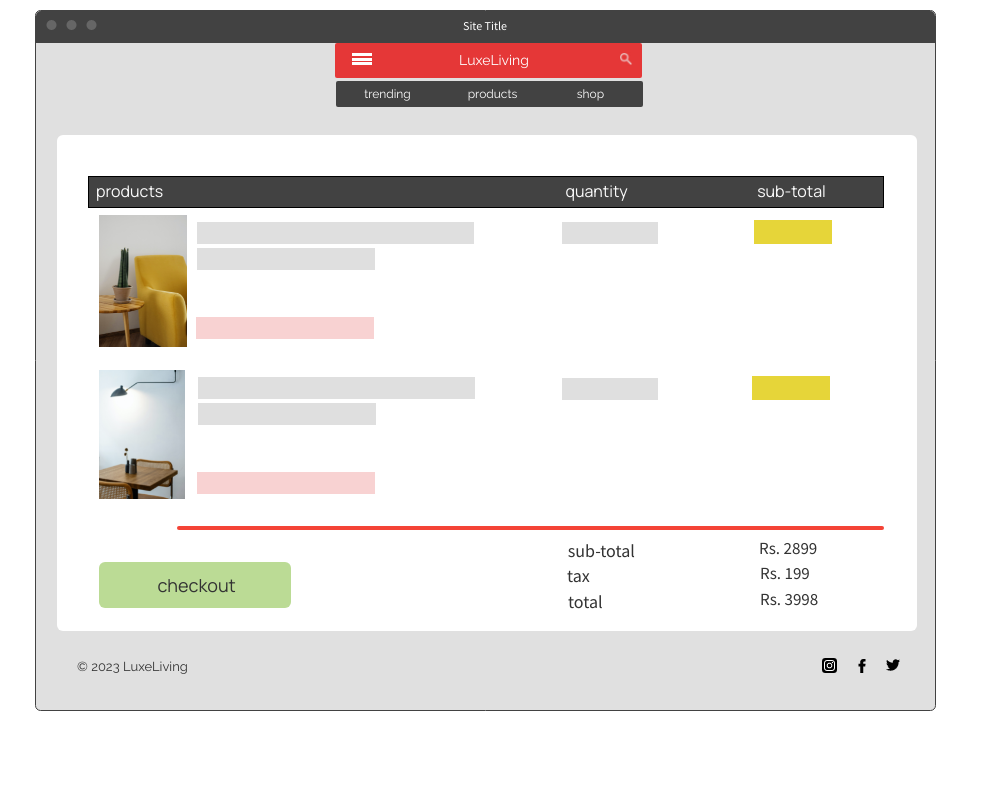 Site Title
LuxeLiving
trending products shop
products quantity sub-total
sub-total Rs. 2899
tax Rs. 199
total Rs. 3998
checkout
© 2023 LuxeLiving